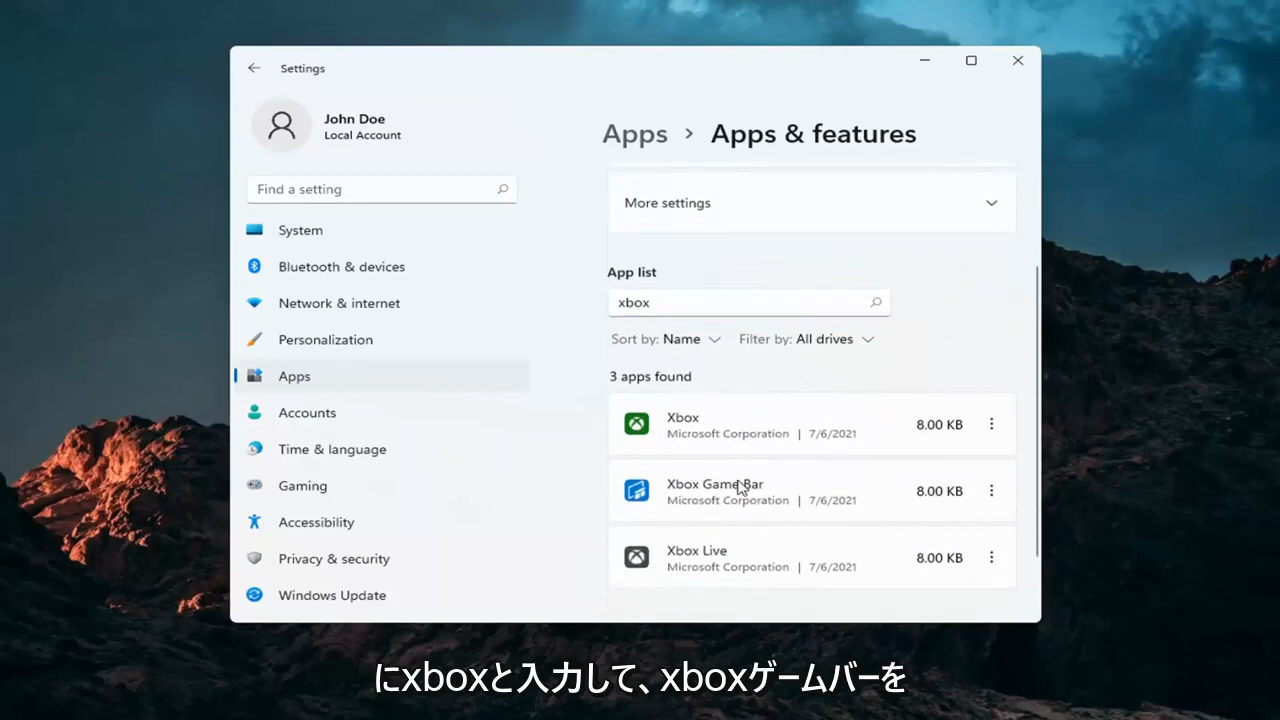 Settings
John Doe
Local Account
Find a setting
System
Bluetooth & devices
Network & internet
Personalization
Apps
Accounts
Time & language
Gaming
Accessibility
Privacy & security
Windows Update
Apps > Apps & features
More settings
App list
xbox
Sort by: Name Filter by: All drives
3 apps found
Xbox
Microsoft Corporation | 7/6/2021
8.00 KB
Xbox Game Bar
Microsoft Corporation | 7/6/2021
8.00 KB
Xbox Live
Microsoft Corporation | 7/6/2021
8.00 KB
にxboxと入力して、xboxゲームバーを